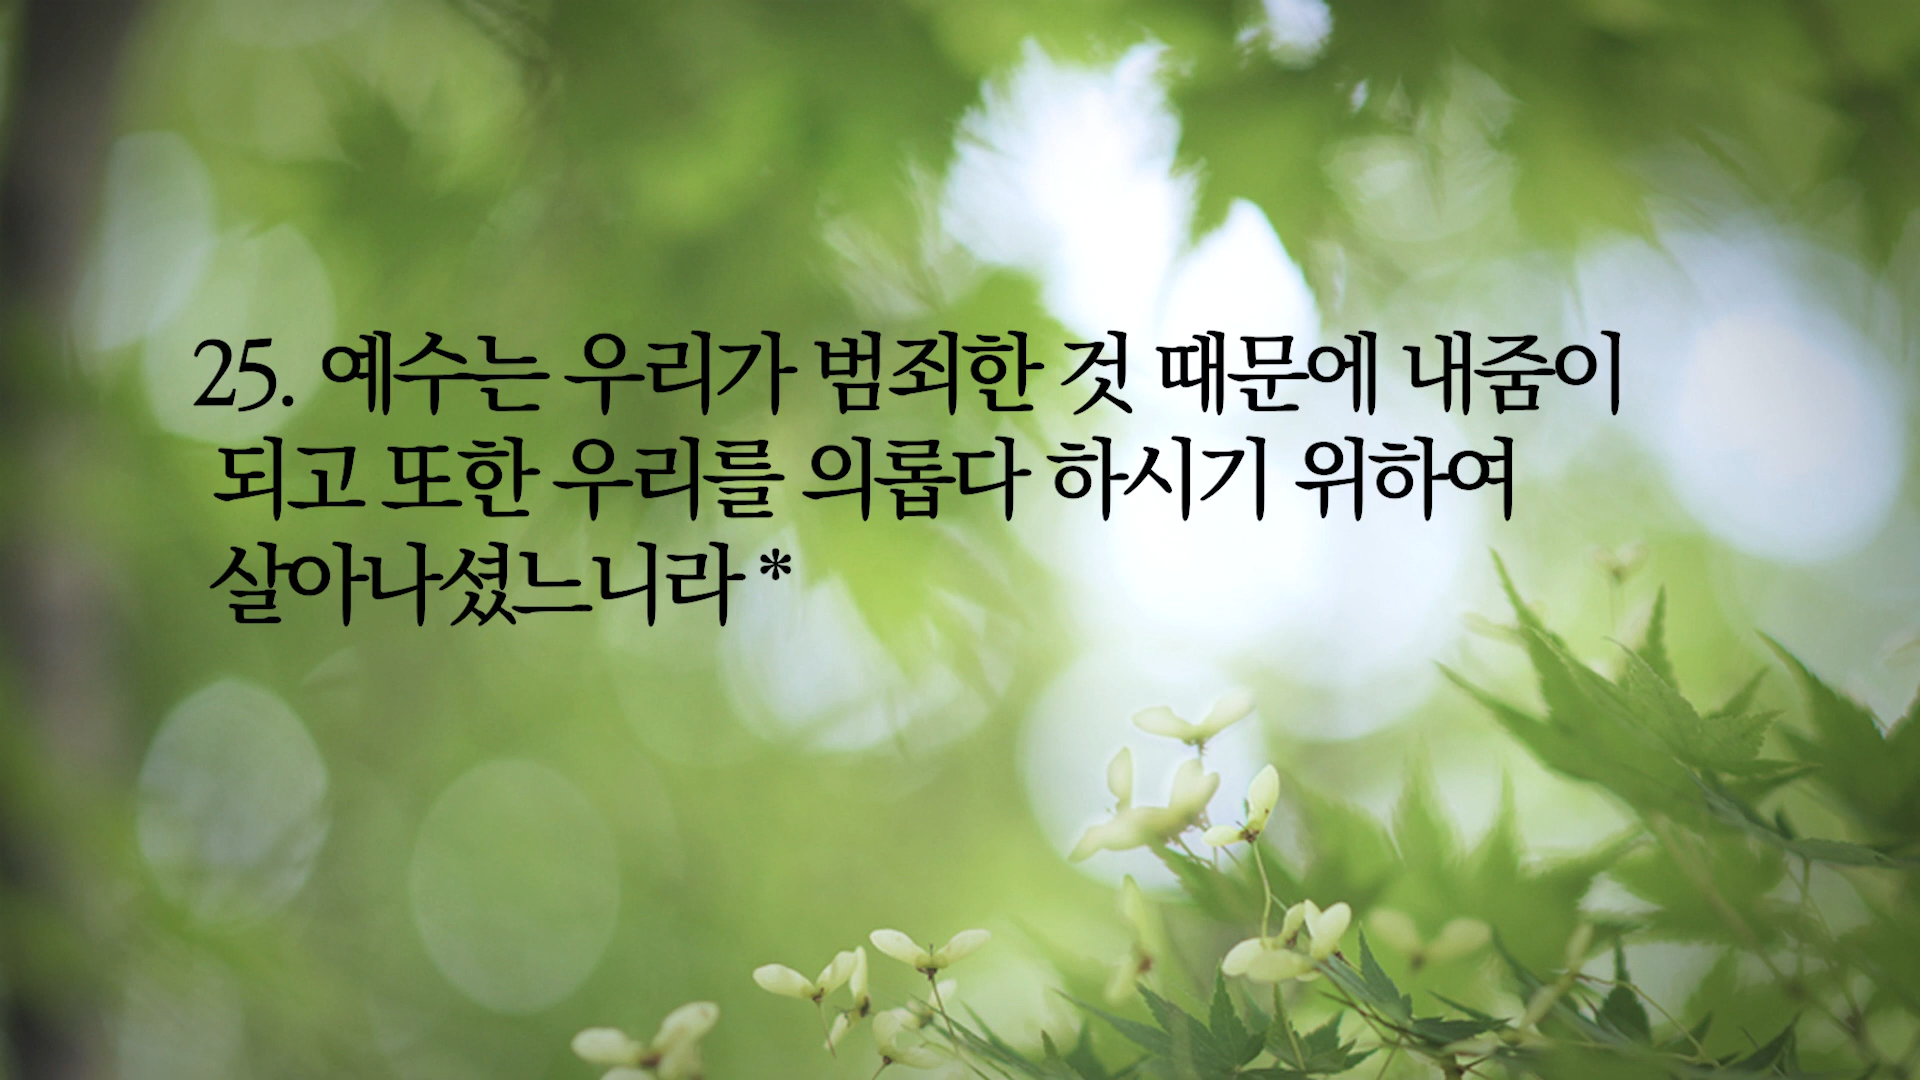 25. 예수는 우리가 범죄한 것 때문에 내줌이
되고 또한 우리를 의롭다 하시기 위하여
살아나셨느니라 *